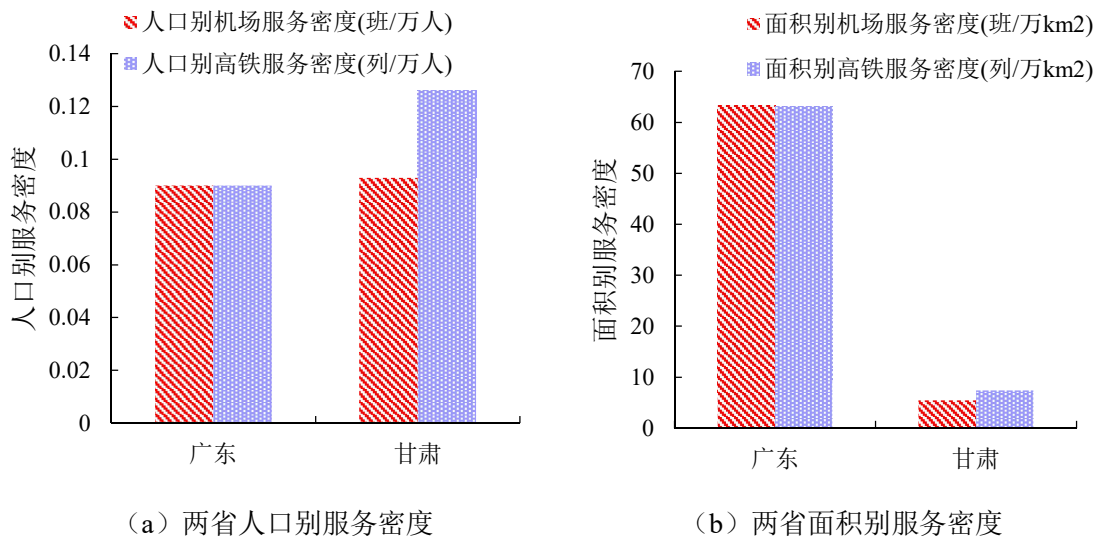 人口别机场服务密度(班/万人)
人口别高铁服务密度(列/万人)
0.14
0.12
0.1
0.08
0.06
0.04
0.02
0
人口别服务密度
广东
甘肃
（a）两省人口别服务密度
面积别机场服务密度(班/万km2)
面积别高铁服务密度(列/万km2)
70
60
50
40
30
20
10
0
面积别服务密度
广东
甘肃
（b）两省面积别服务密度